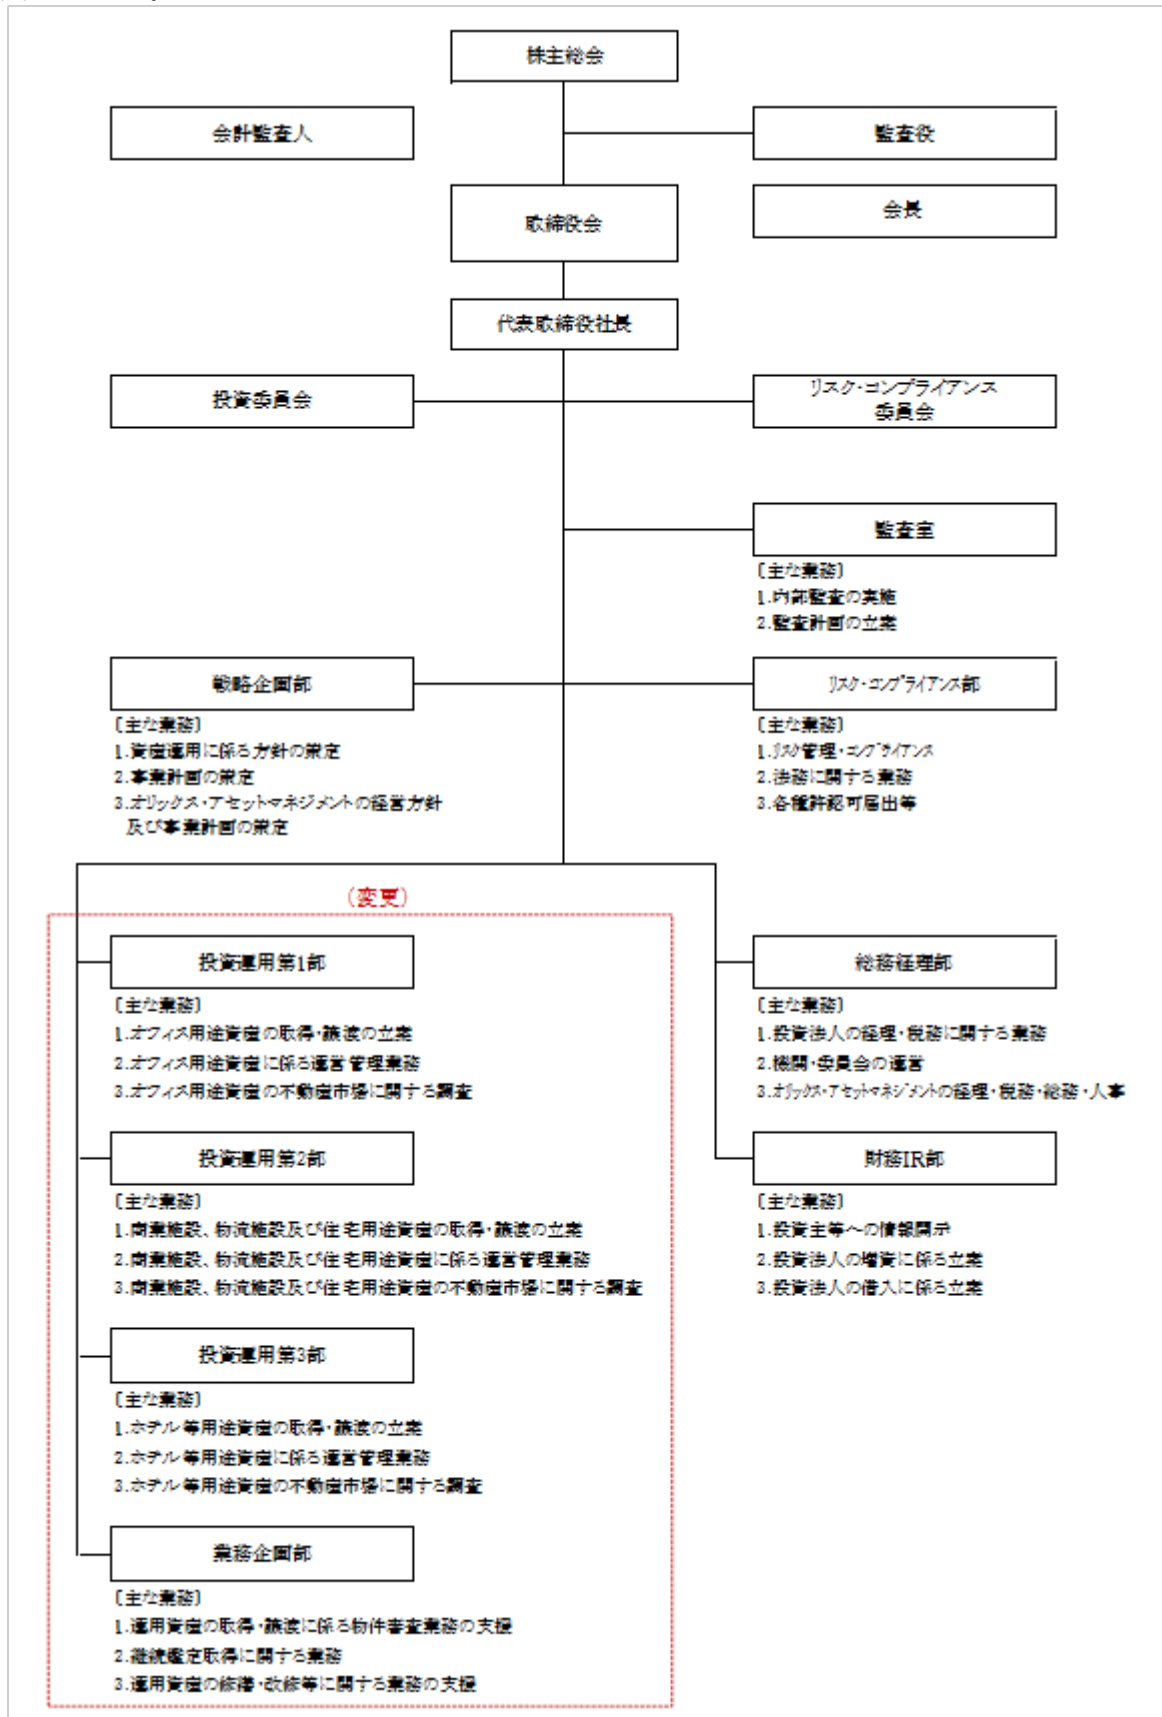 株主総会
会計監査人
監査役
取締役会
会長
代表取締役社長
投資委員会
リスク・コンプライアンス
委員会
監査室
〔主な業務〕
1.内部監査の実施
2.監査計画の立案
戦略企画部
〔主な業務〕
1.資産運用に係る方針の策定
2.事業計画の策定
3.オリックス・アセットマネジメントの経営方針
及び事業計画の策定
リスク・コンプライアンス部
〔主な業務〕
1.リスク管理・コンプライアンス
2.法務に関する業務
3.各種許認可届出等
(変更)
投資運用第1部
〔主な業務〕
1.オフィス用途資産の取得・譲渡の立案
2.オフィス用途資産に係る運営管理業務
3.オフィス用途資産の不動産市場に関する調査
投資運用第2部
〔主な業務〕
1.商業施設、物流施設及び住宅用途資産の取得・譲渡の立案
2.商業施設、物流施設及び住宅用途資産に係る運営管理業務
3.商業施設、物流施設及び住宅用途資産の不動産市場に関する調査
投資運用第3部
〔主な業務〕
1.ホテル等用途資産の取得・譲渡の立案
2.ホテル等用途資産に係る運営管理業務
3.ホテル等用途資産の不動産市場に関する調査
業務企画部
〔主な業務〕
1.運用資産の取得・譲渡に係る物件審査業務の支援
2.継続鑑定取得に関する業務
3.運用資産の修繕・改修等に関する業務の支援
総務経理部
〔主な業務〕
1.投資法人の経理・税務に関する業務
2.機関・委員会の運営
3.オリックス・アセットマネジメントの経理・税務・総務・人事
財務IR部
〔主な業務〕
1.投資主等への情報開示
2.投資法人の増資に係る立案
3.投資法人の借入に係る立案